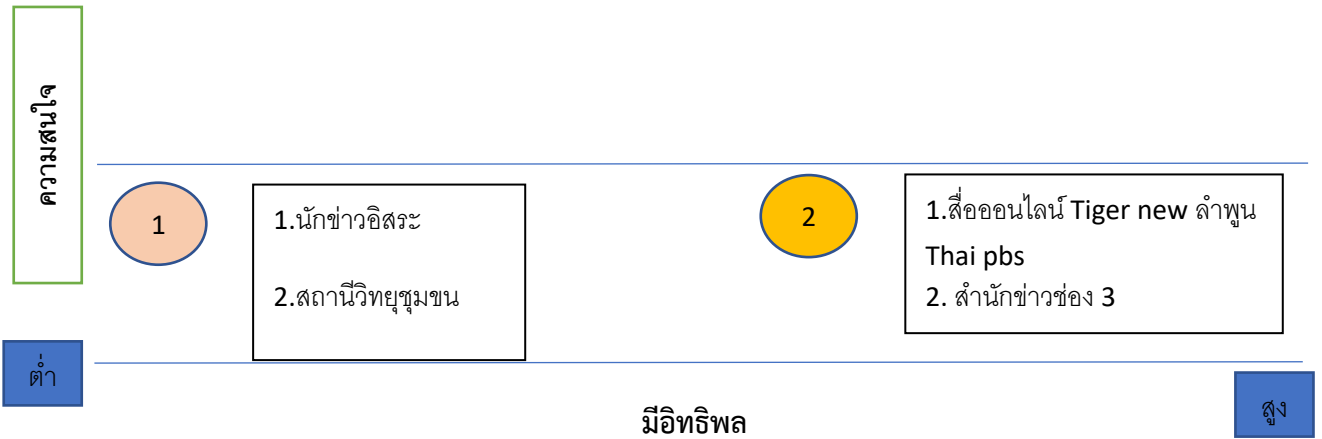 ความสนใจ
1
1.นักข่าวอิสระ
2.สถานีวิทยุชุมขน
2
1.สื่อออนไลน์ Tiger new ลำพูน
Thai pbs
2. สำนักข่าวช่อง 3
ต่ำ
มีอิทธิพล
สูง